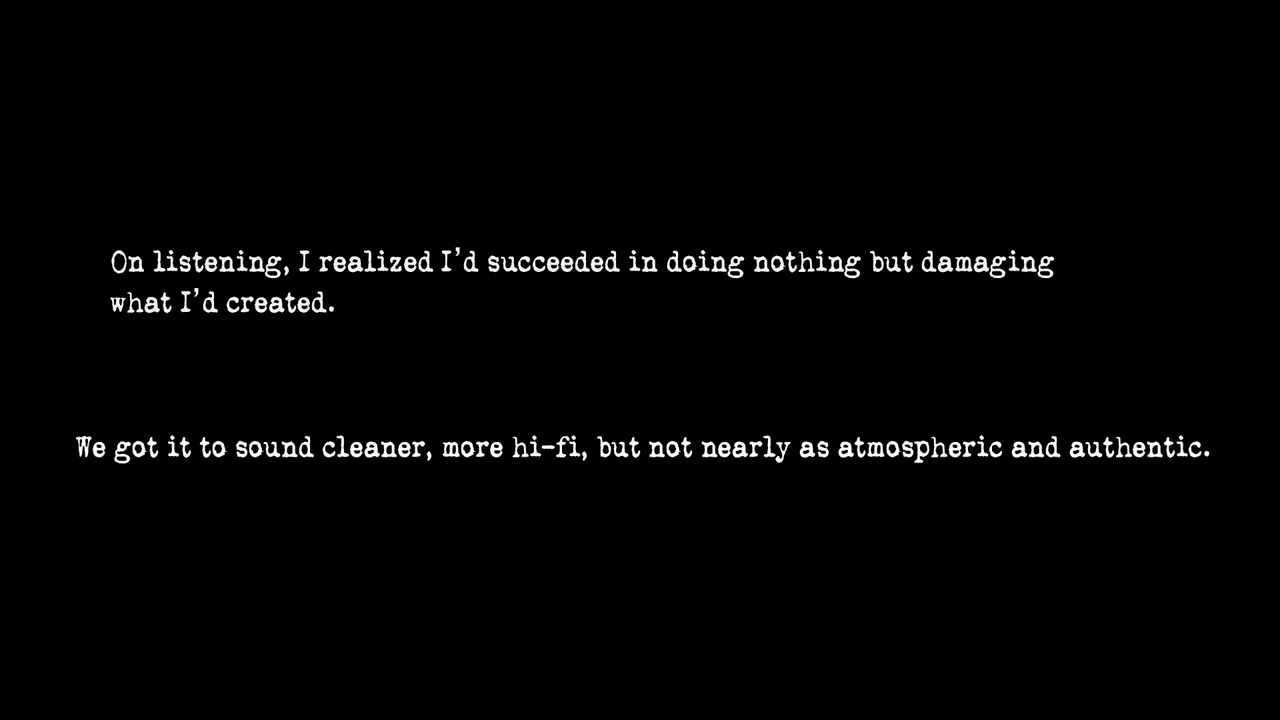 On listening, I realized I’d succeeded in doing nothing but damaging
what I’d created.
We got it to sound cleaner, more hi-fi, but not nearly as atmospheric and authentic.